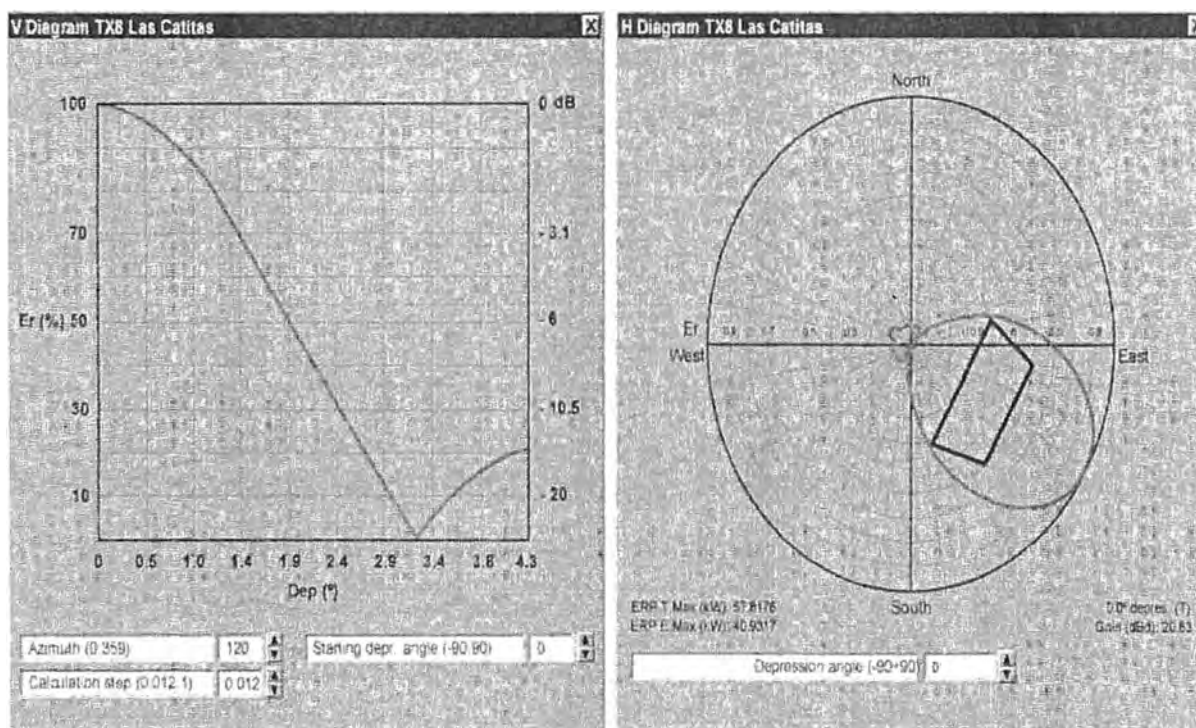 V Diagram TX8 Las Catitas
X
100
70
Er (%) 50
30
10
0 dB
- 3.1
- 6
- 10.5
- 20
0 0.5 1.0 1.4 1.9 2.4 2.9 3.4 3.8 4.3
Dep (°)
Azimuth (0.359) 120
Starting depr. angle (-90.90) 0
Calculation step (0.012.1) 0.012
H Diagram TX8 Las Catitas
North
Er
West
East
South
ERP T. Max (kW): 57.8176
ERP E. Max (kW): 40.9317
0.0° depres. (T)
Gain (dBd): 20.63
Depression angle (-90+90) 0